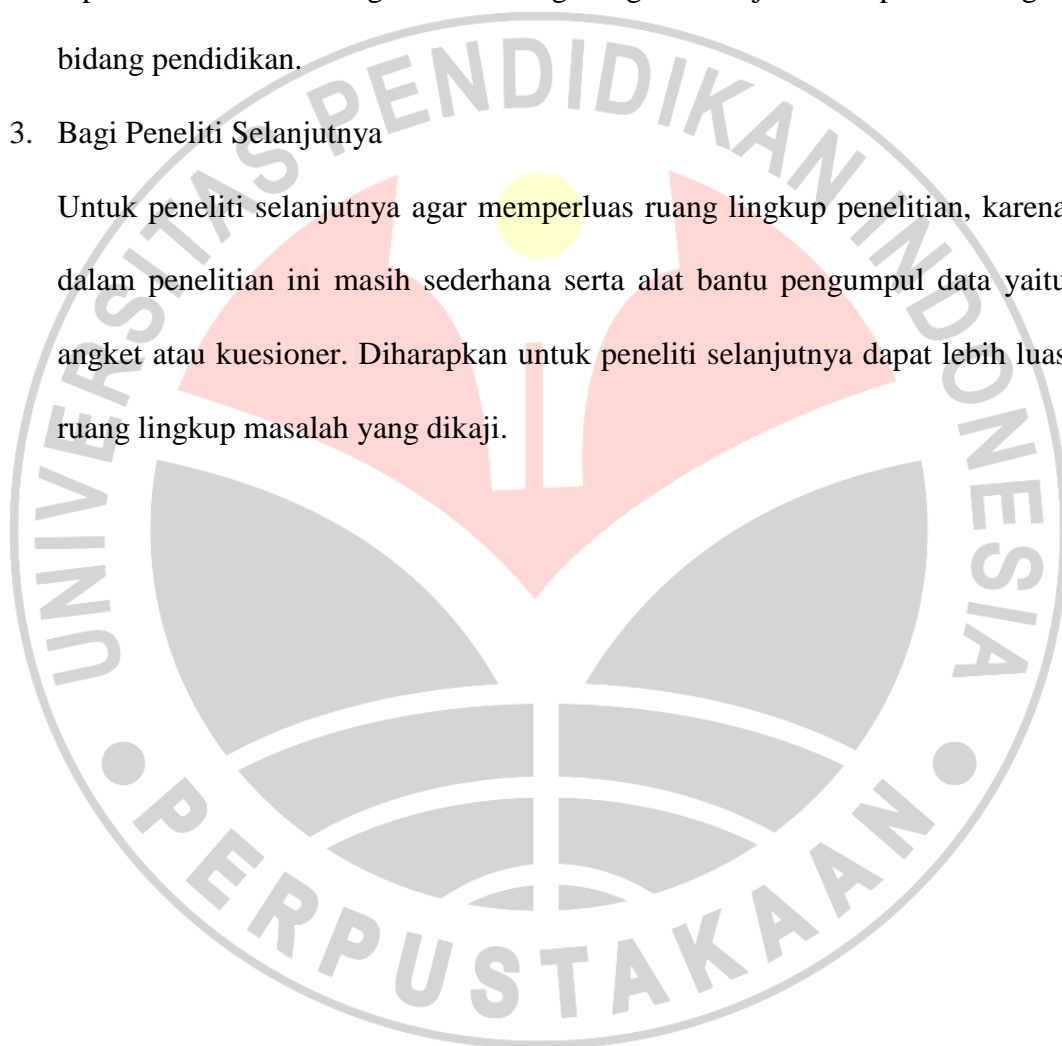 bidang pendidikan.
3. Bagi Peneliti Selanjutnya
Untuk peneliti selanjutnya agar memperluas ruang lingkup penelitian, karena
dalam penelitian ini masih sederhana serta alat bantu pengumpul data yaitu
angket atau kuesioner. Diharapkan untuk peneliti selanjutnya dapat lebih luas
ruang lingkup masalah yang dikaji.
UNIVERSITAS PENDIDIKAN INDONESIA
PERPUSTAKAAN